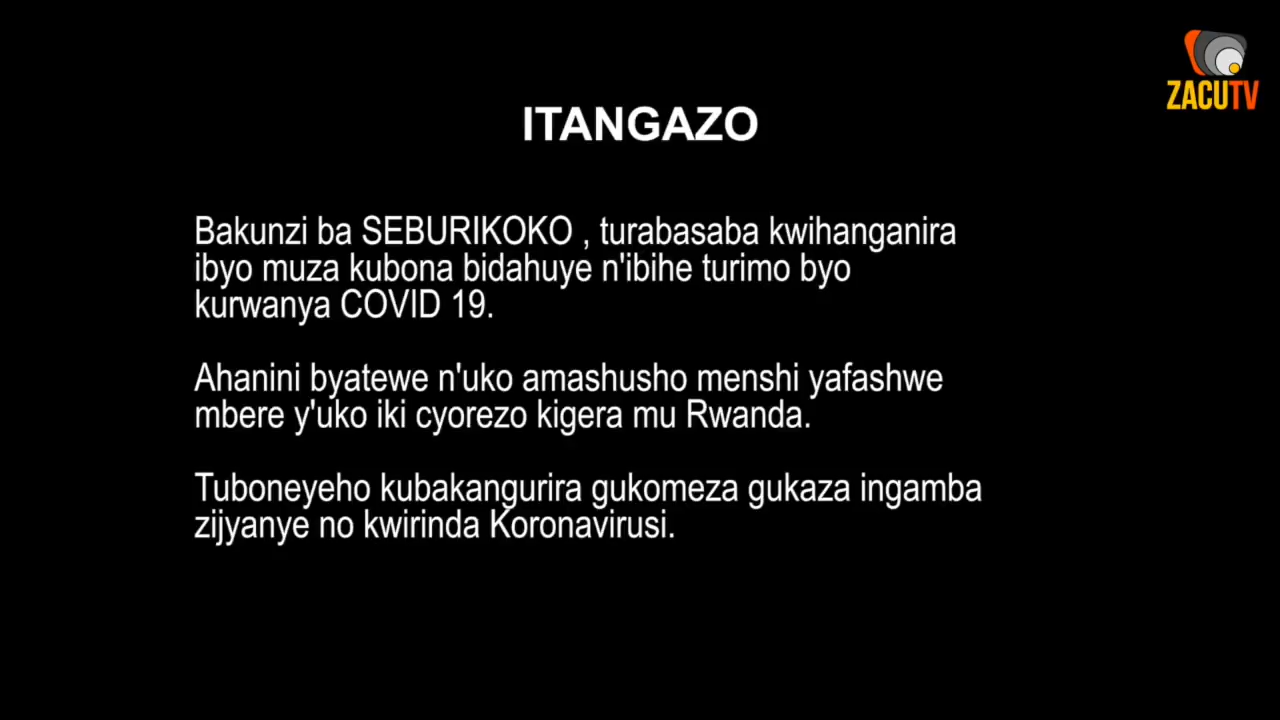 ZACUTV
ITANGAZO
Bakunzi ba SEBURIKOKO , turabasaba kwihanganira
ibyo muza kubona bidahuye n'ibihe turimo byo
kurwanya COVID 19.
Ahanini byatewe n'uko amashusho menshi yafashwe
mbere y'uko iki cyorezo kigera mu Rwanda.
Tuboneyeho kubakangurira gukomeza gukaza ingamba
zijyanye no kwirinda Koronavirusi.